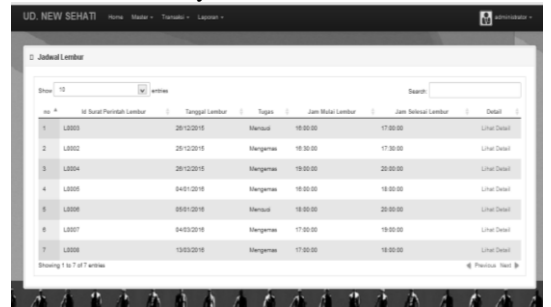 UD. NEW SEHATI Home Master Transaksi Laporan administrator
Jadwal Lembur
Show 10 entries Search:
no Id Surat Perintah Lembur Tanggal Lembur Tugas Jam Mulai Lembur Jam Selesai Lembur Detail
1 L0003 28/12/2015 Mencuci 16:00:00 17:00:00 Lihat Detail
2 L0002 25/12/2015 Mengemas 16:30:00 17:30:00 Lihat Detail
3 L0004 28/12/2015 Mengemas 19:00:00 20:00:00 Lihat Detail
4 L0005 04/01/2016 Mengemas 16:00:00 18:00:00 Lihat Detail
5 L0006 05/01/2016 Mencuci 18:00:00 20:00:00 Lihat Detail
6 L0007 04/03/2016 Mengemas 17:00:00 19:00:00 Lihat Detail
7 L0008 13/03/2016 Mengemas 17:00:00 18:00:00 Lihat Detail
Showing 1 to 7 of 7 entries Previous Next